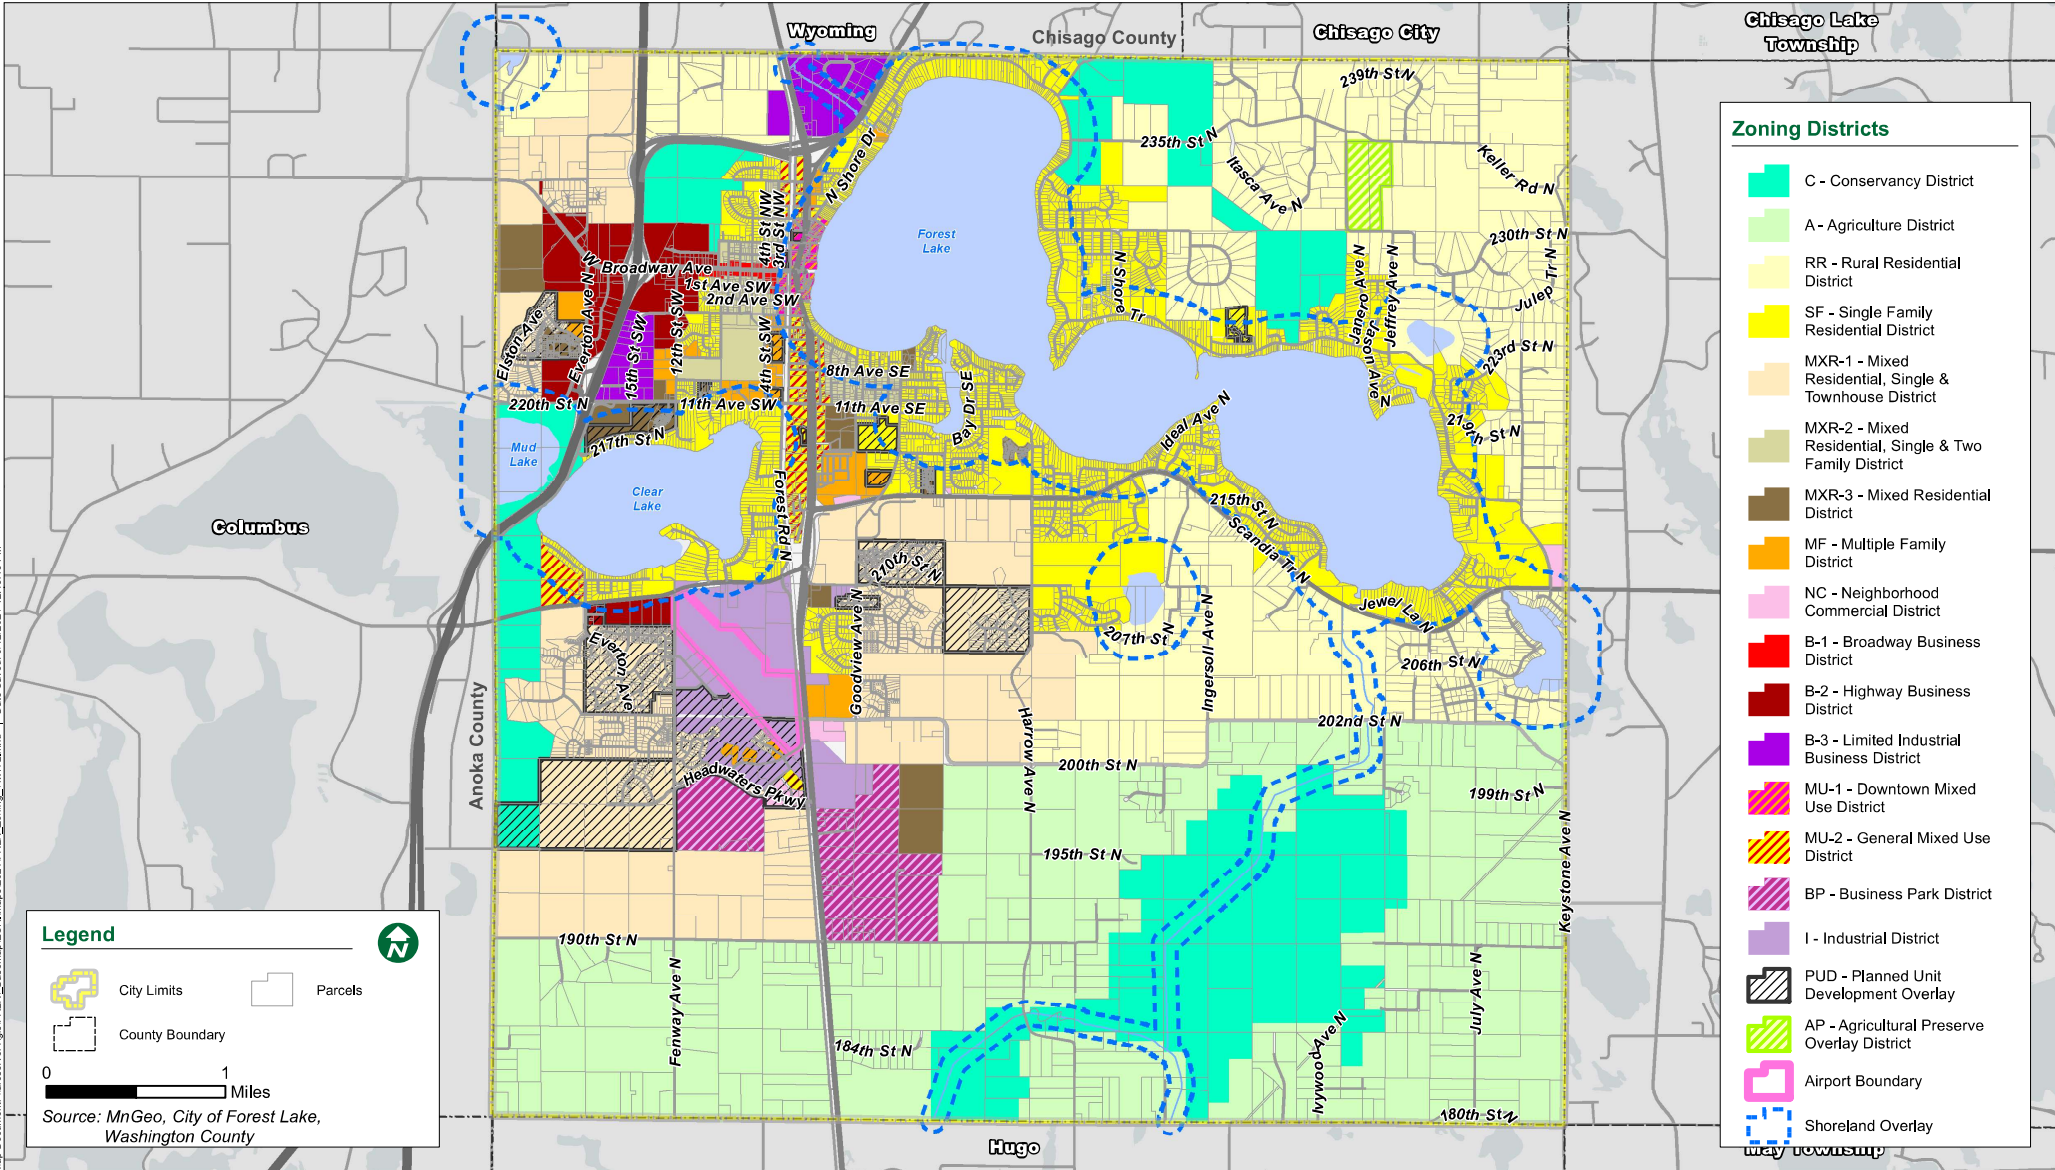 Wyoming
Chisago County
Chisago City
Chisago Lake
Township
239th St N
235th St N
Itasca Ave N
Keller Rd N
N Shore Dr
4th St NW
3rd St NW
Forest
Lake
230th St N
W Broadway Ave
1st Ave SW
2nd Ave SW
N Shore Tr
Janero Ave N
Jeffrey Ave N
Julep Tr N
Elston Ave
Everton Ave N
15th St SW
12th St SW
4th St SW
8th Ave SE
Jason Ave N
223rd St N
220th St N
11th Ave SW
11th Ave SE
Bay Dr SE
Ideal Ave N
219th St N
217th St N
Mud
Lake
Clear
Lake
Forest Rd N
215th St N
Scandia Tr N
Columbus
210th St N
Jewel La N
Everton Ave
Goodview Ave N
207th St N
Ingersoll Ave N
206th St N
Anoka County
Harrow Ave N
202nd St N
Headwaters Pkwy
200th St N
199th St N
195th St N
Keystone Ave N
190th St N
Fenway Ave N
184th St N
Ivywood Ave N
July Ave N
180th St N
Hugo
May Township
Zoning Districts
C - Conservancy District
A - Agriculture District
RR - Rural Residential
District
SF - Single Family
Residential District
MXR-1 - Mixed
Residential, Single &
Townhouse District
MXR-2 - Mixed
Residential, Single & Two
Family District
MXR-3 - Mixed Residential
District
MF - Multiple Family
District
NC - Neighborhood
Commercial District
B-1 - Broadway Business
District
B-2 - Highway Business
District
B-3 - Limited Industrial
Business District
MU-1 - Downtown Mixed
Use District
MU-2 - General Mixed Use
District
BP - Business Park District
I - Industrial District
PUD - Planned Unit
Development Overlay
AP - Agricultural Preserve
Overlay District
Airport Boundary
Shoreland Overlay
Legend
N
City Limits
Parcels
County Boundary
0 1
Miles
Source: MnGeo, City of Forest Lake,
Washington County